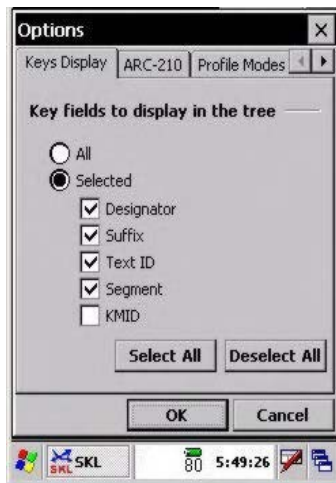 Options
Keys Display ARC-210 Profile Modes
Key fields to display in the tree
All
Selected
Designator
Suffix
Text ID
Segment
KMID
Select All Deselect All
OK Cancel
SKL SKL 80 5:49:26